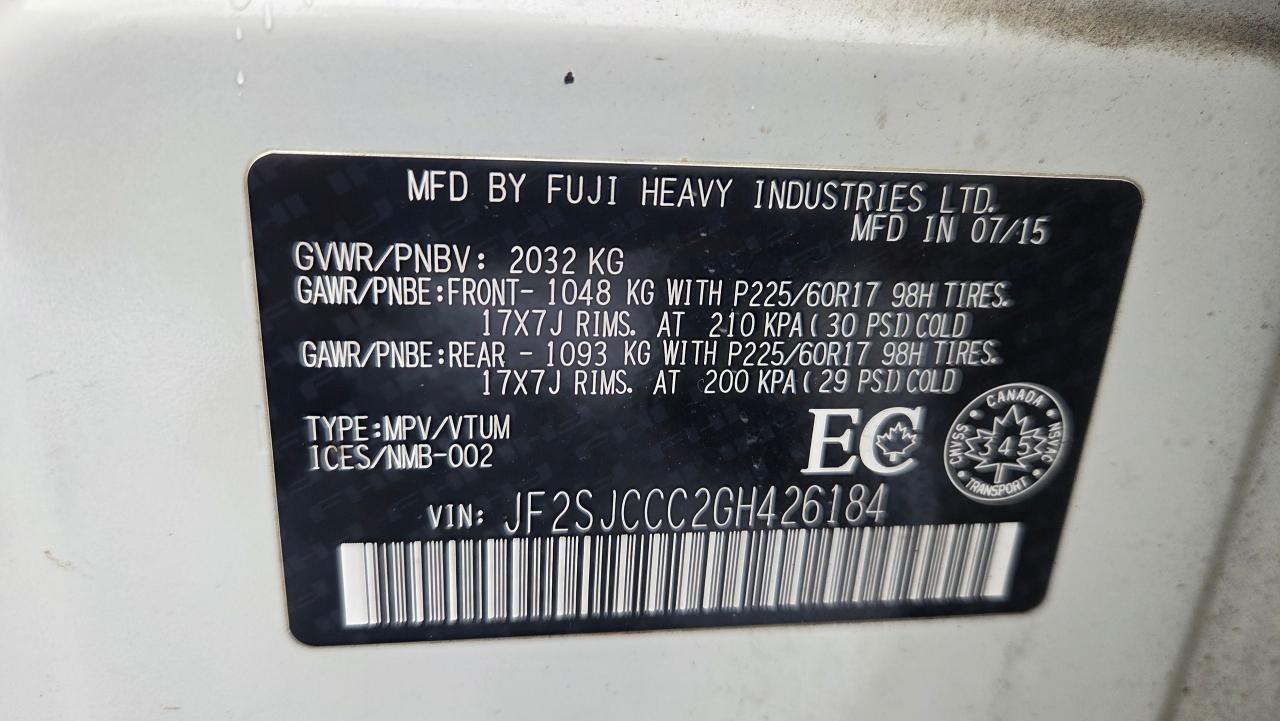 MFD BY FUJI HEAVY INDUSTRIES LTD.
MFD IN 07/15
GVWR/PNBV: 2032 KG
GAWR/PNBE:FRONT- 1048 KG WITH P225/60R17 98H TIRES.
17X7J RIMS. AT 210 KPA(30 PSI)COLD
GAWR/PNBE:REAR - 1093 KG WITH P225/60R17 98H TIRES.
17X7J RIMS. AT 200 KPA(29 PSI)COLD
TYPE:MPV/VTUM
ICES/NMB-002
EC
CANADA
CMVSS 345 NSVAC
TRANSPORT
VIN: JF2SJCCC2GH426184